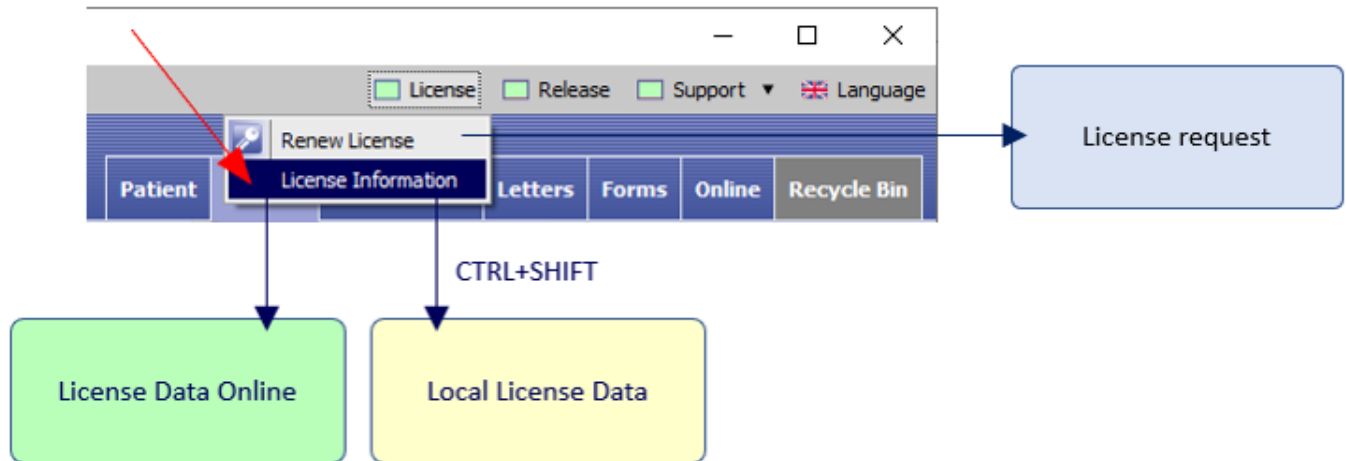 License Release Support Language
Renew License
License request
License Information
Patient Letters Forms Online Recycle Bin
CTRL+SHIFT
License Data Online
Local License Data